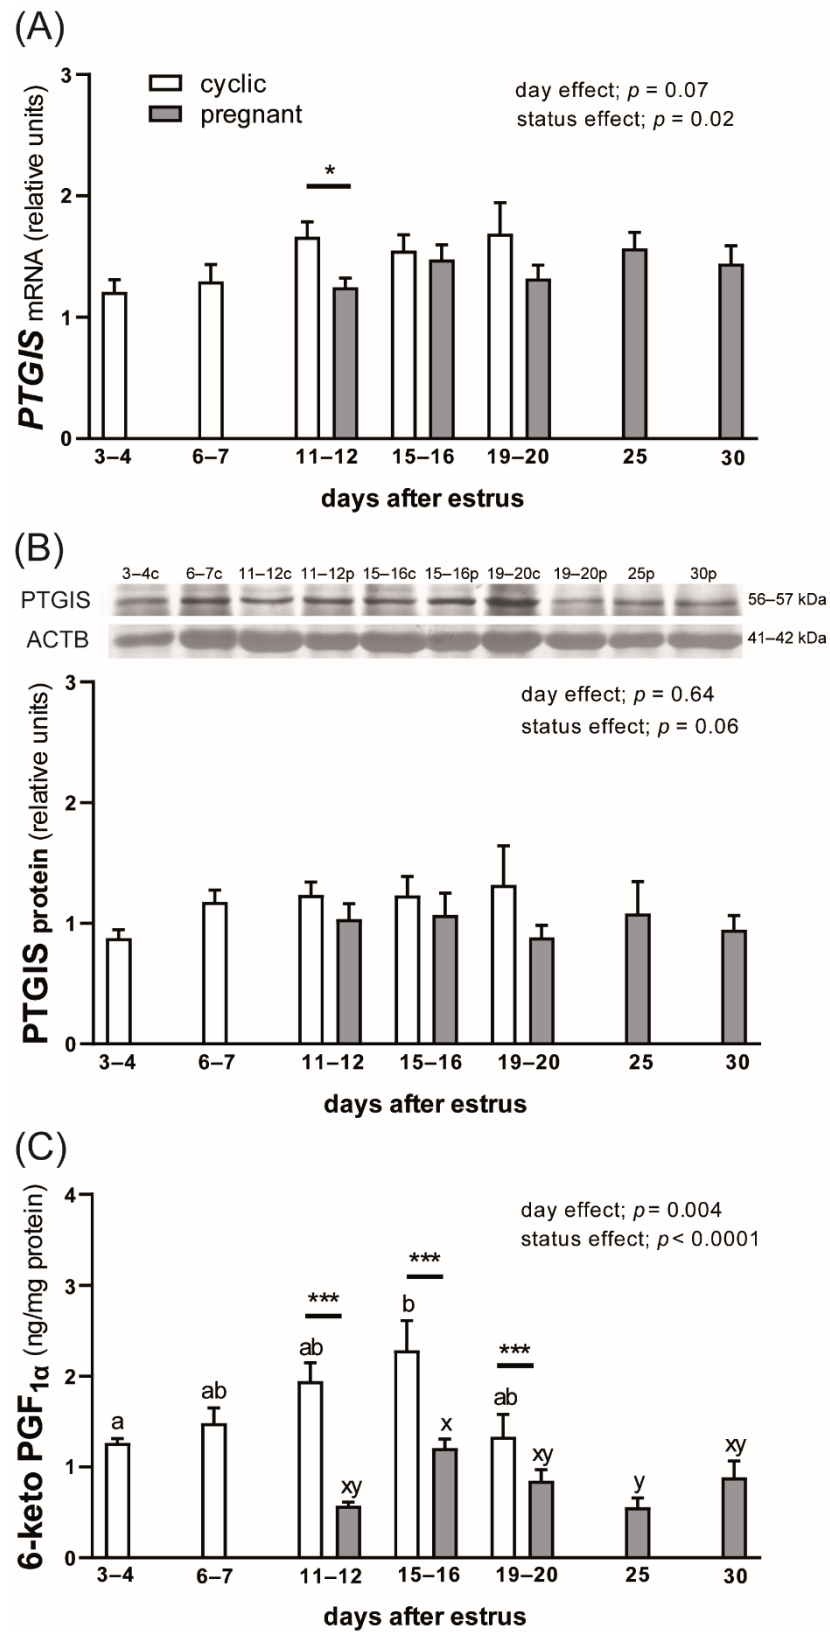 (A)
PTGIS mRNA (relative units)
3
2
1
0
cyclic
pregnant
day effect; p = 0.07
status effect; p = 0.02
*
3–4 6–7 11–12 15–16 19–20 25 30
days after estrus
(B)
3–4c 6–7c 11–12c 11–12p 15–16c 15–16p 19–20c 19–20p 25p 30p
PTGIS 56–57 kDa
ACTB 41–42 kDa
PTGIS protein (relative units)
3
2
1
0
day effect; p = 0.64
status effect; p = 0.06
3–4 6–7 11–12 15–16 19–20 25 30
days after estrus
(C)
6-keto PGF1α (ng/mg protein)
4
3
2
1
0
day effect; p = 0.004
status effect; p < 0.0001
*** *** ***
a ab ab xy b x ab xy y xy
3–4 6–7 11–12 15–16 19–20 25 30
days after estrus